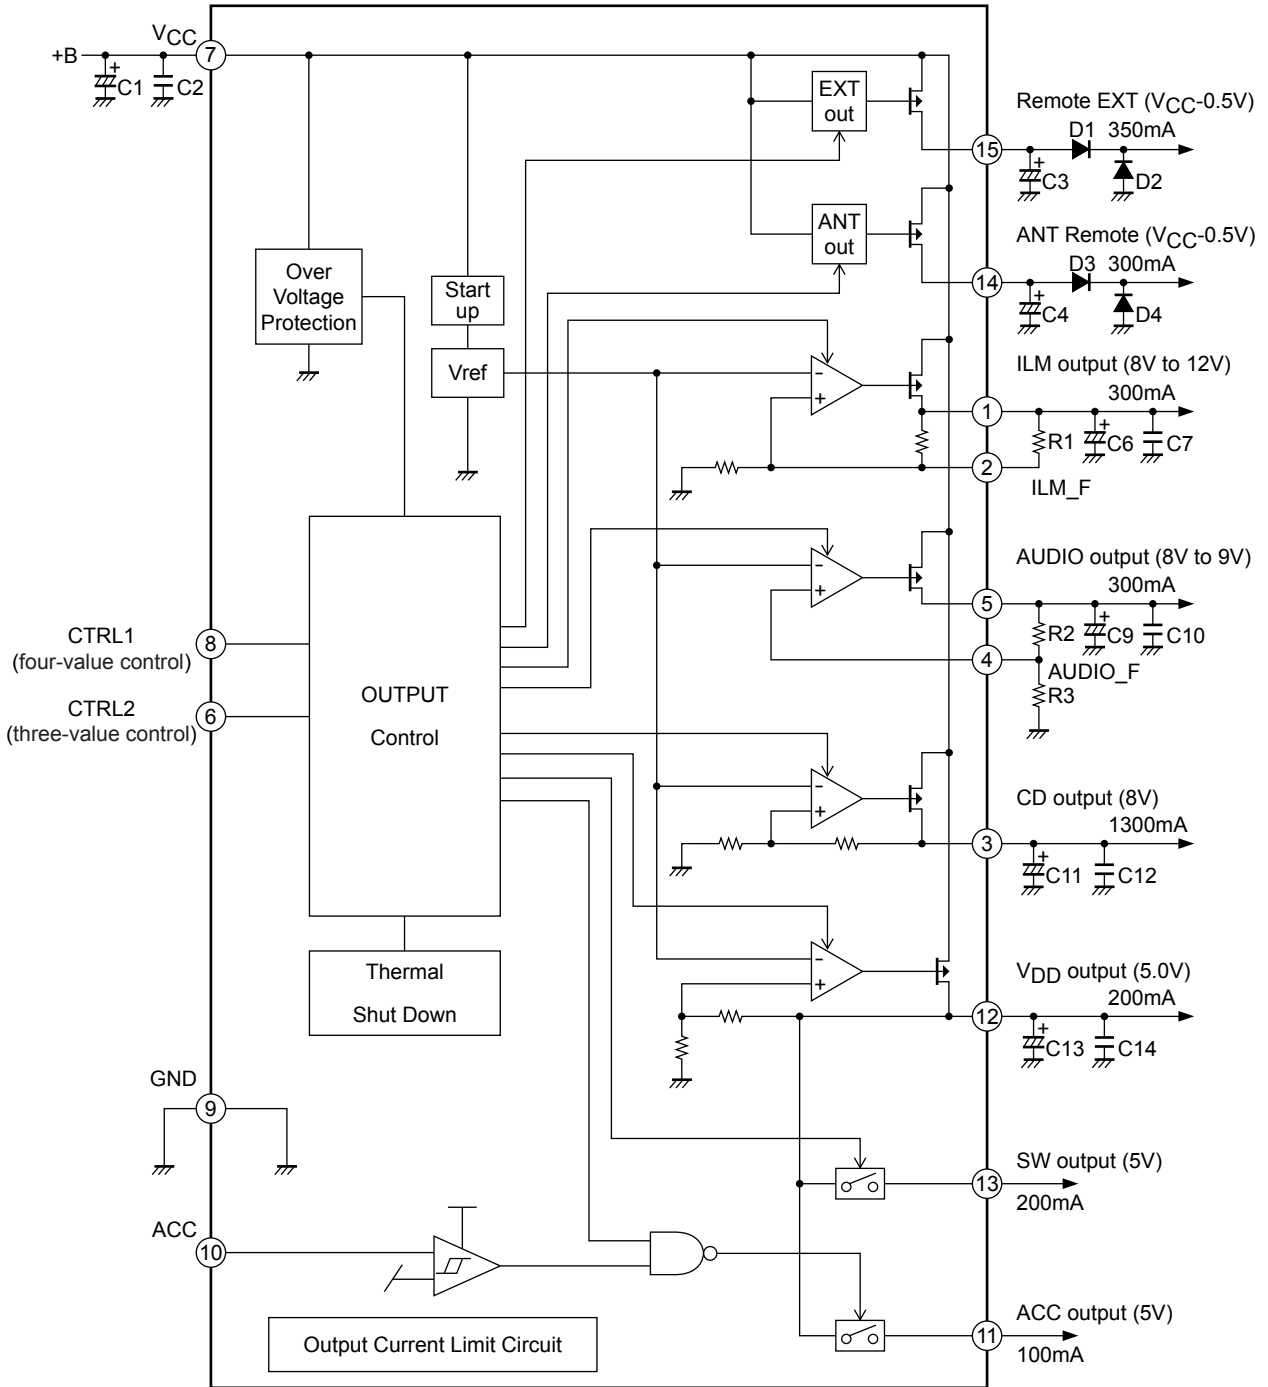 VCC
+B
7
C1
C2
+
EXT
out
Remote EXT (VCC-0.5V)
D1 350mA
15
+
C3
D2
ANT
out
ANT Remote (VCC-0.5V)
D3 300mA
14
+
C4
D4
Over
Voltage
Protection
Start
up
Vref
-
+
ILM output (8V to 12V)
300mA
1
R1
+
C6
C7
2
ILM_F
-
+
AUDIO output (8V to 9V)
300mA
5
R2
+
C9
C10
4
AUDIO_F
R3
CTRL1
(four-value control)
8
CTRL2
(three-value control)
6
OUTPUT
Control
-
+
CD output (8V)
1300mA
3
+
C11
C12
Thermal
Shut Down
-
+
VDD output (5.0V)
200mA
12
+
C13
C14
GND
9
SW output (5V)
13
200mA
ACC
10
ACC output (5V)
11
100mA
Output Current Limit Circuit